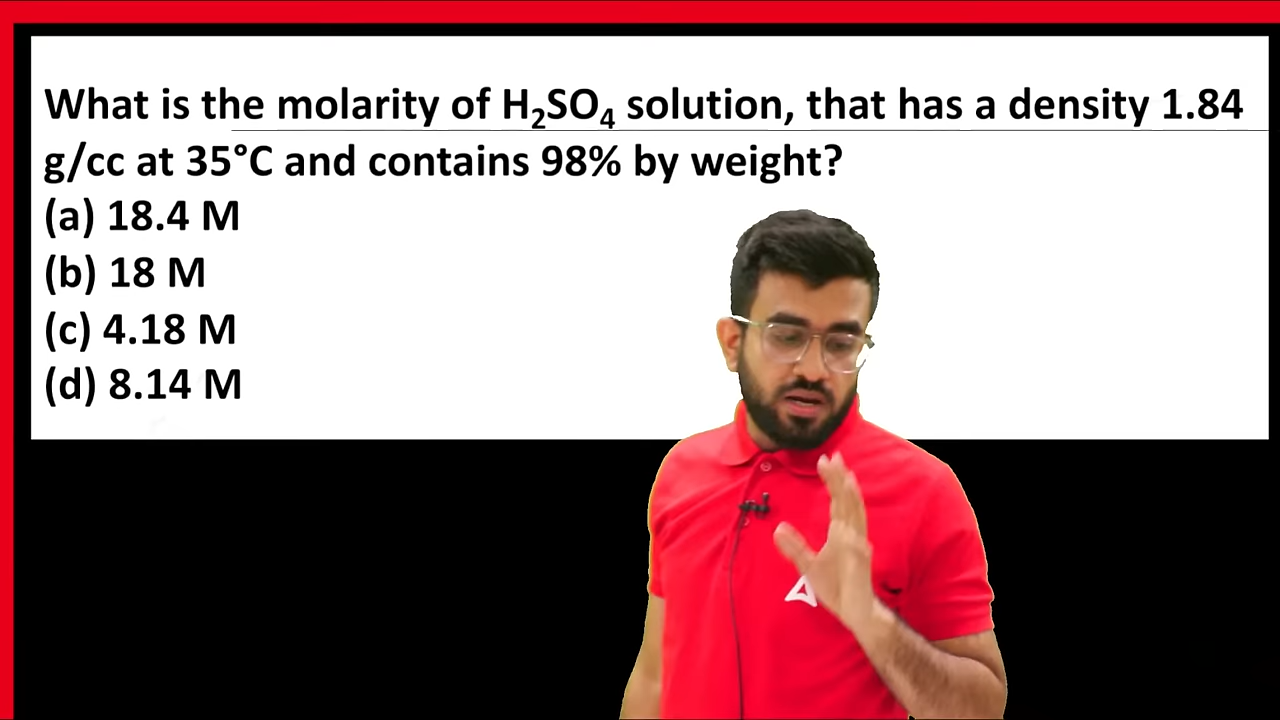 What is the molarity of H₂SO₄ solution, that has a density 1.84
g/cc at 35°C and contains 98% by weight?
(a) 18.4 M
(b) 18 M
(c) 4.18 M
(d) 8.14 M